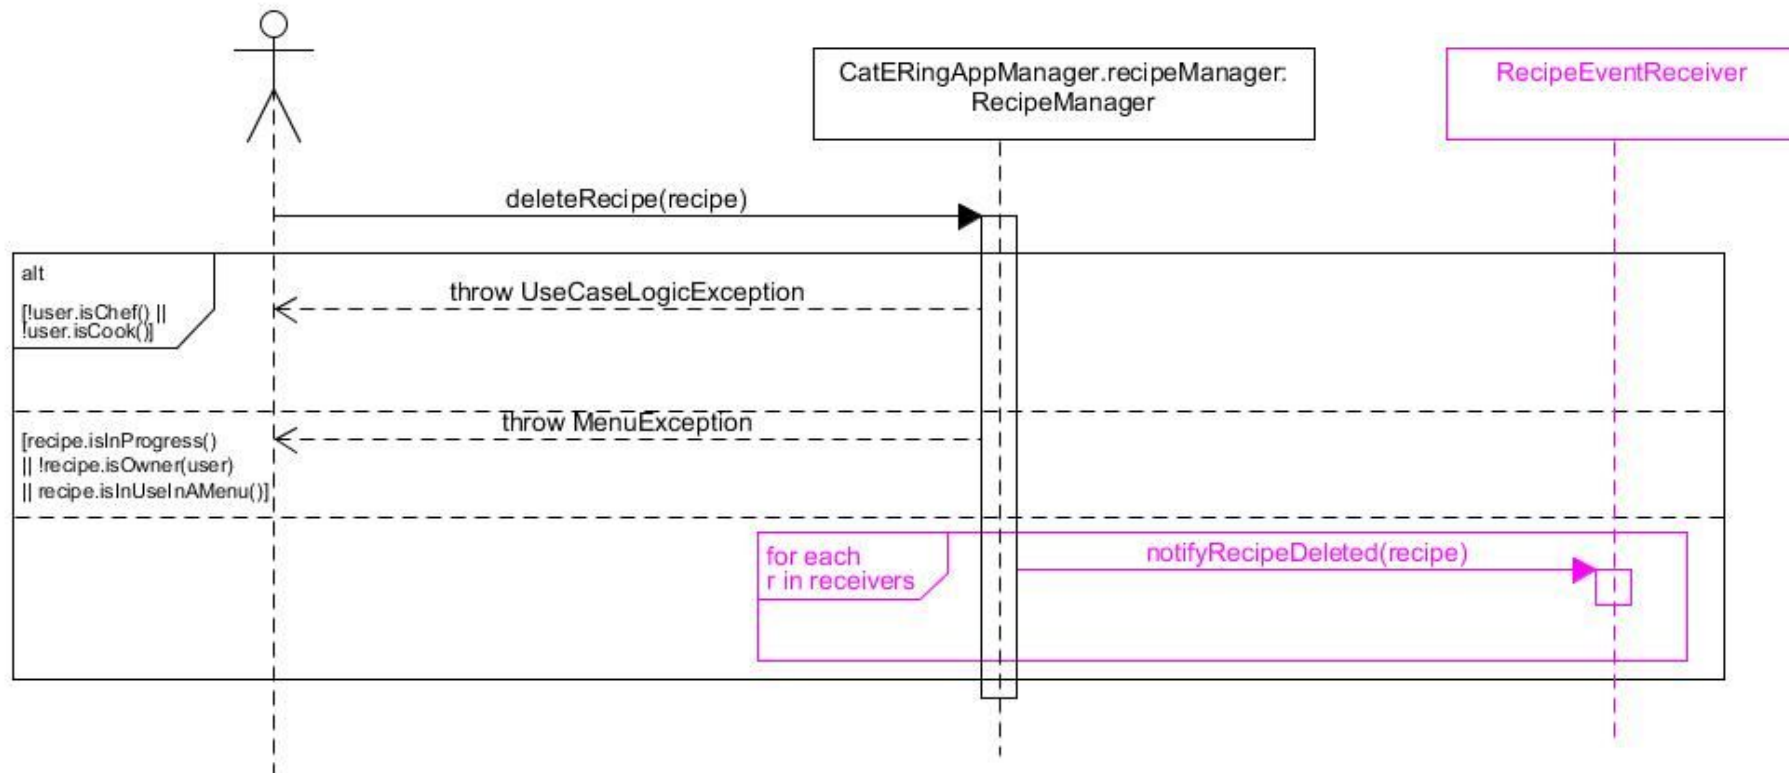 CatERingAppManager.recipeManager:
RecipeManager
RecipeEventReceiver
deleteRecipe(recipe)
alt
[!user.isChef() ||
!user.isCook()]
throw UseCaseLogicException
throw MenuException
[recipe.isInProgress()
|| !recipe.isOwner(user)
|| recipe.isInUseInAMenu()]
for each
r in receivers
notifyRecipeDeleted(recipe)